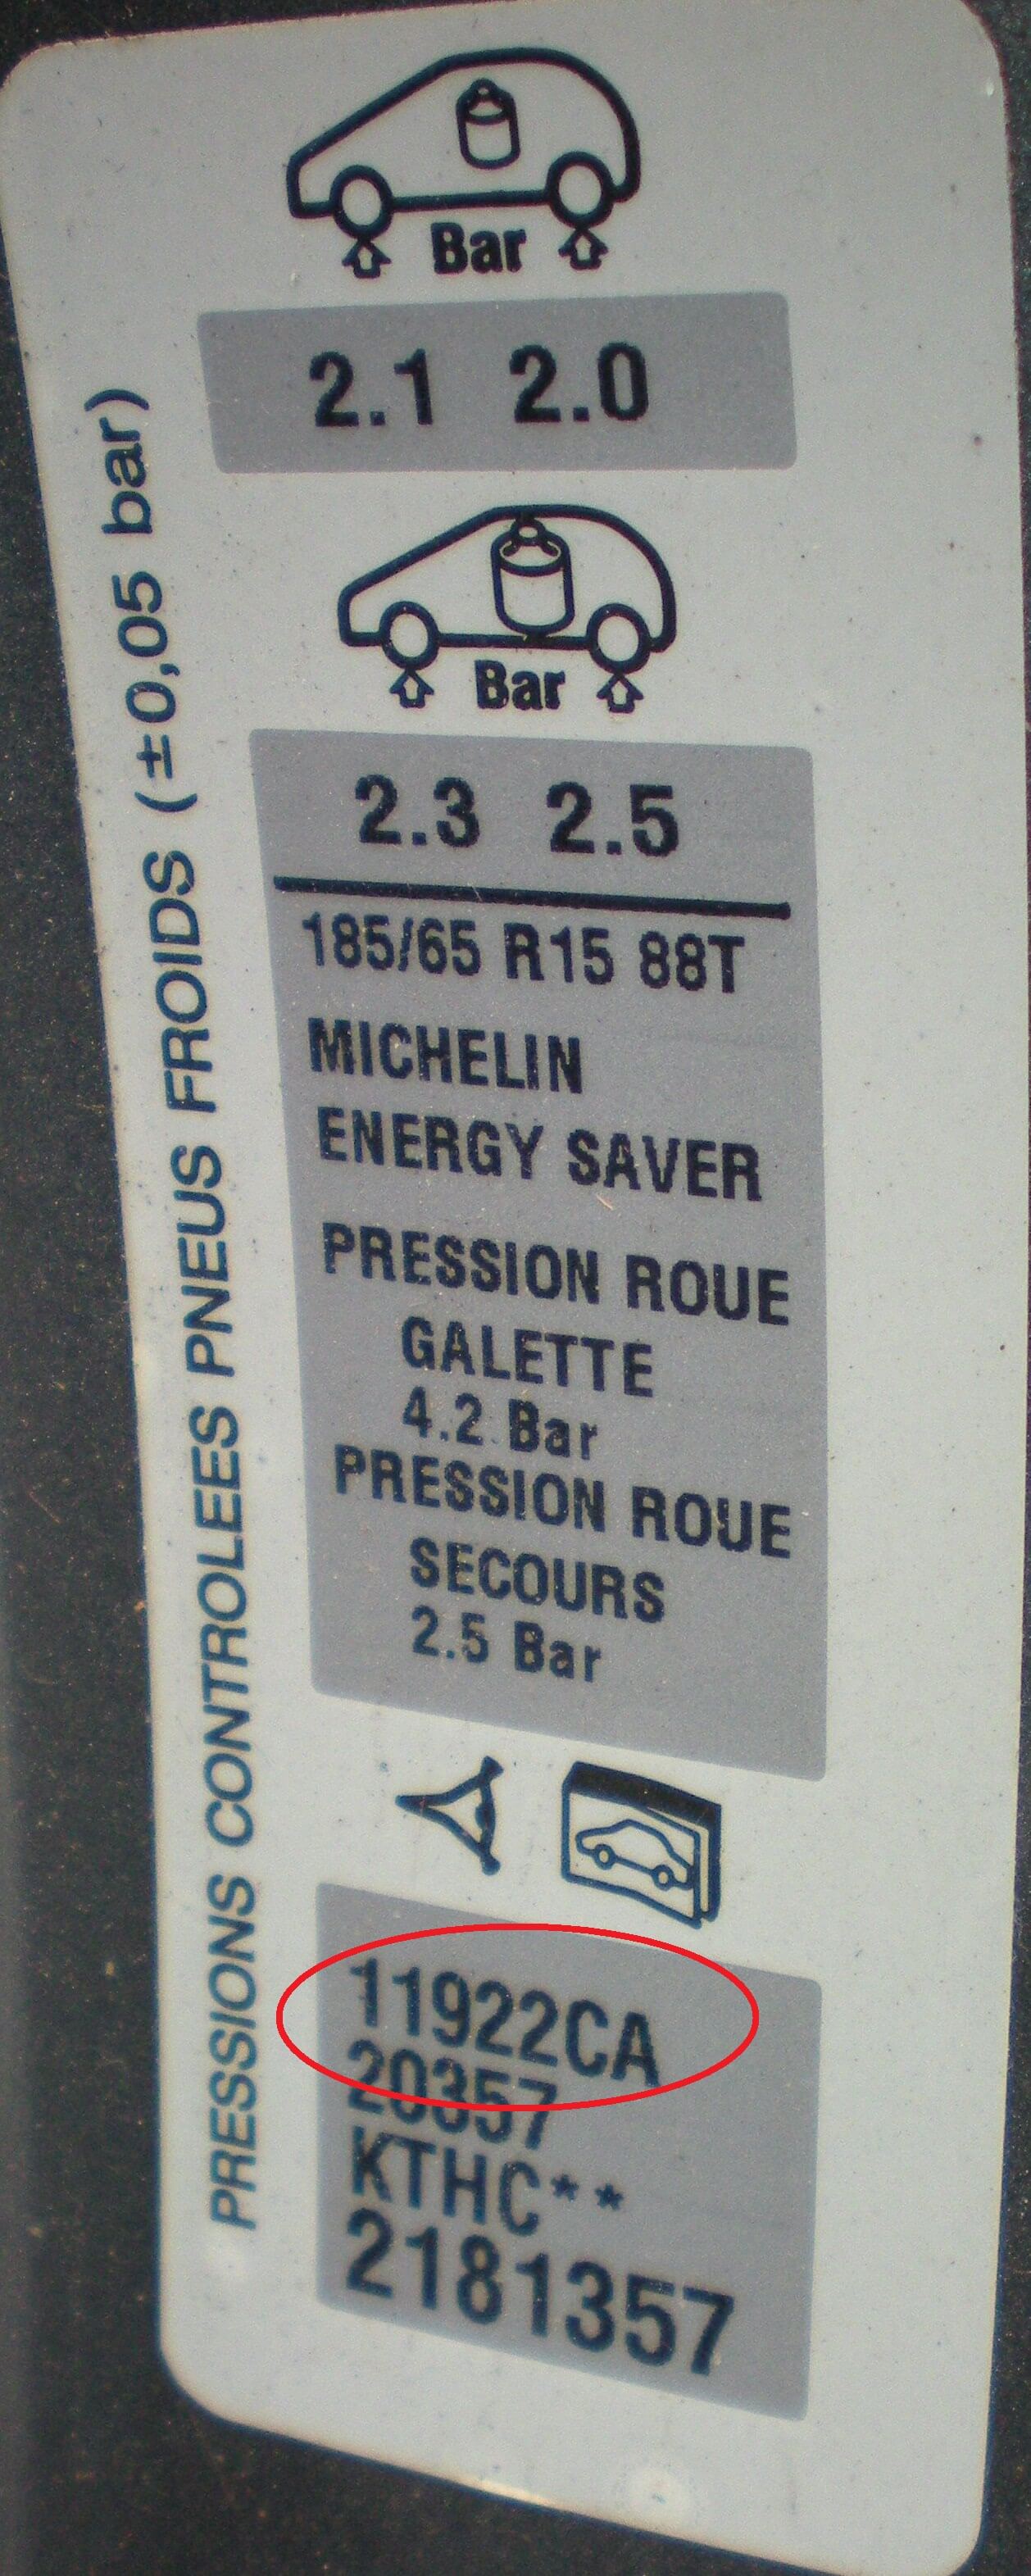 Bar
2.1 2.0
Bar
2.3 2.5
185/65 R15 88T
MICHELIN
ENERGY SAVER
PRESSION ROUE
GALETTE
4.2 Bar
PRESSION ROUE
SECOURS
2.5 Bar
11922CA
20357
KTHC**
2181357
PRESSIONS CONTROLEES PNEUS FROIDS (±0,05 bar)